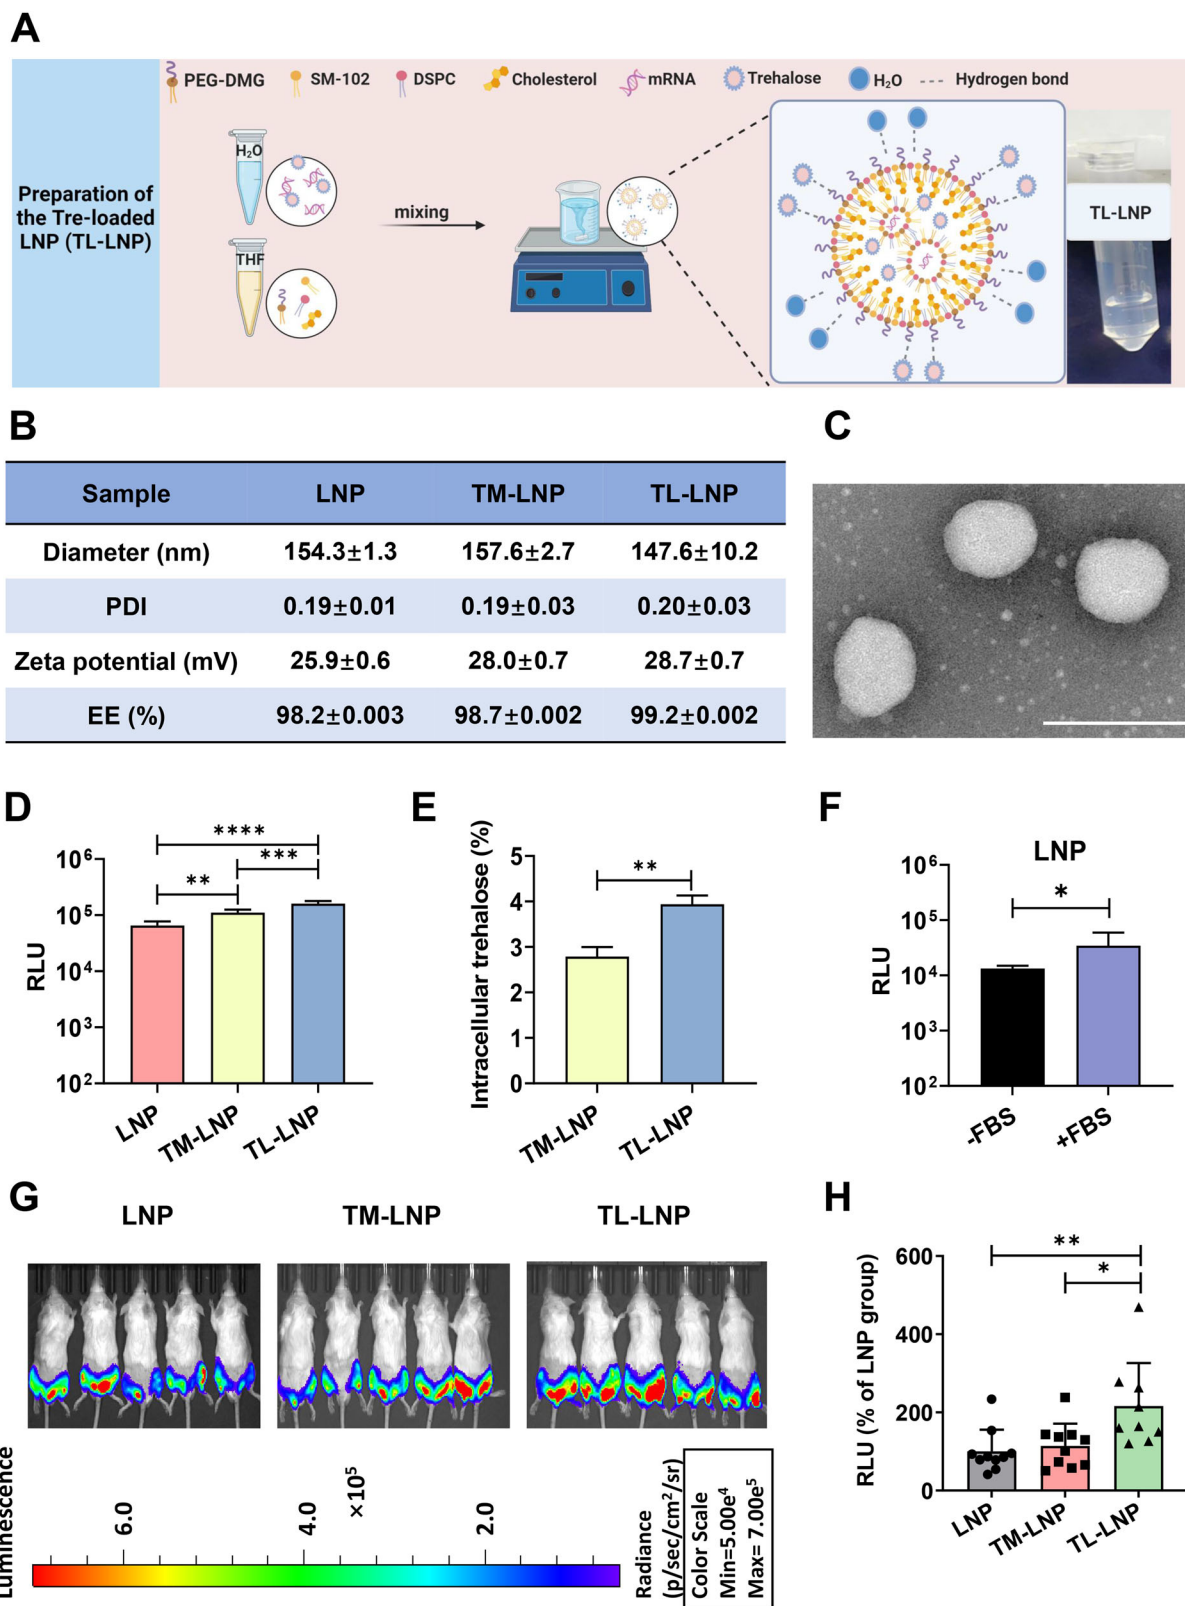 A
PEG-DMG SM-102 DSPC Cholesterol mRNA Trehalose H₂O Hydrogen bond
Preparation of
the Tre-loaded
LNP (TL-LNP)
H₂O
THF
mixing
TL-LNP
B
Sample LNP TM-LNP TL-LNP
Diameter (nm) 154.3±1.3 157.6±2.7 147.6±10.2
PDI 0.19±0.01 0.19±0.03 0.20±0.03
Zeta potential (mV) 25.9±0.6 28.0±0.7 28.7±0.7
EE (%) 98.2±0.003 98.7±0.002 99.2±0.002
C
D
****
***
**
10⁶
10⁵
10⁴
10³
10²
RLU
LNP
TM-LNP
TL-LNP
E
Intracellular trehalose (%)
5
4
3
2
1
0
**
TM-LNP
TL-LNP
F
LNP
*
10⁶
10⁵
10⁴
10³
10²
RLU
-FBS
+FBS
G
LNP TM-LNP TL-LNP
Luminescence
6.0
4.0
×10⁵
2.0
Radiance
(p/sec/cm²/sr)
Color Scale
Min=5.00e⁴
Max= 7.00e⁵
H
RLU (% of LNP group)
600
400
200
0
**
*
LNP
TM-LNP
TL-LNP